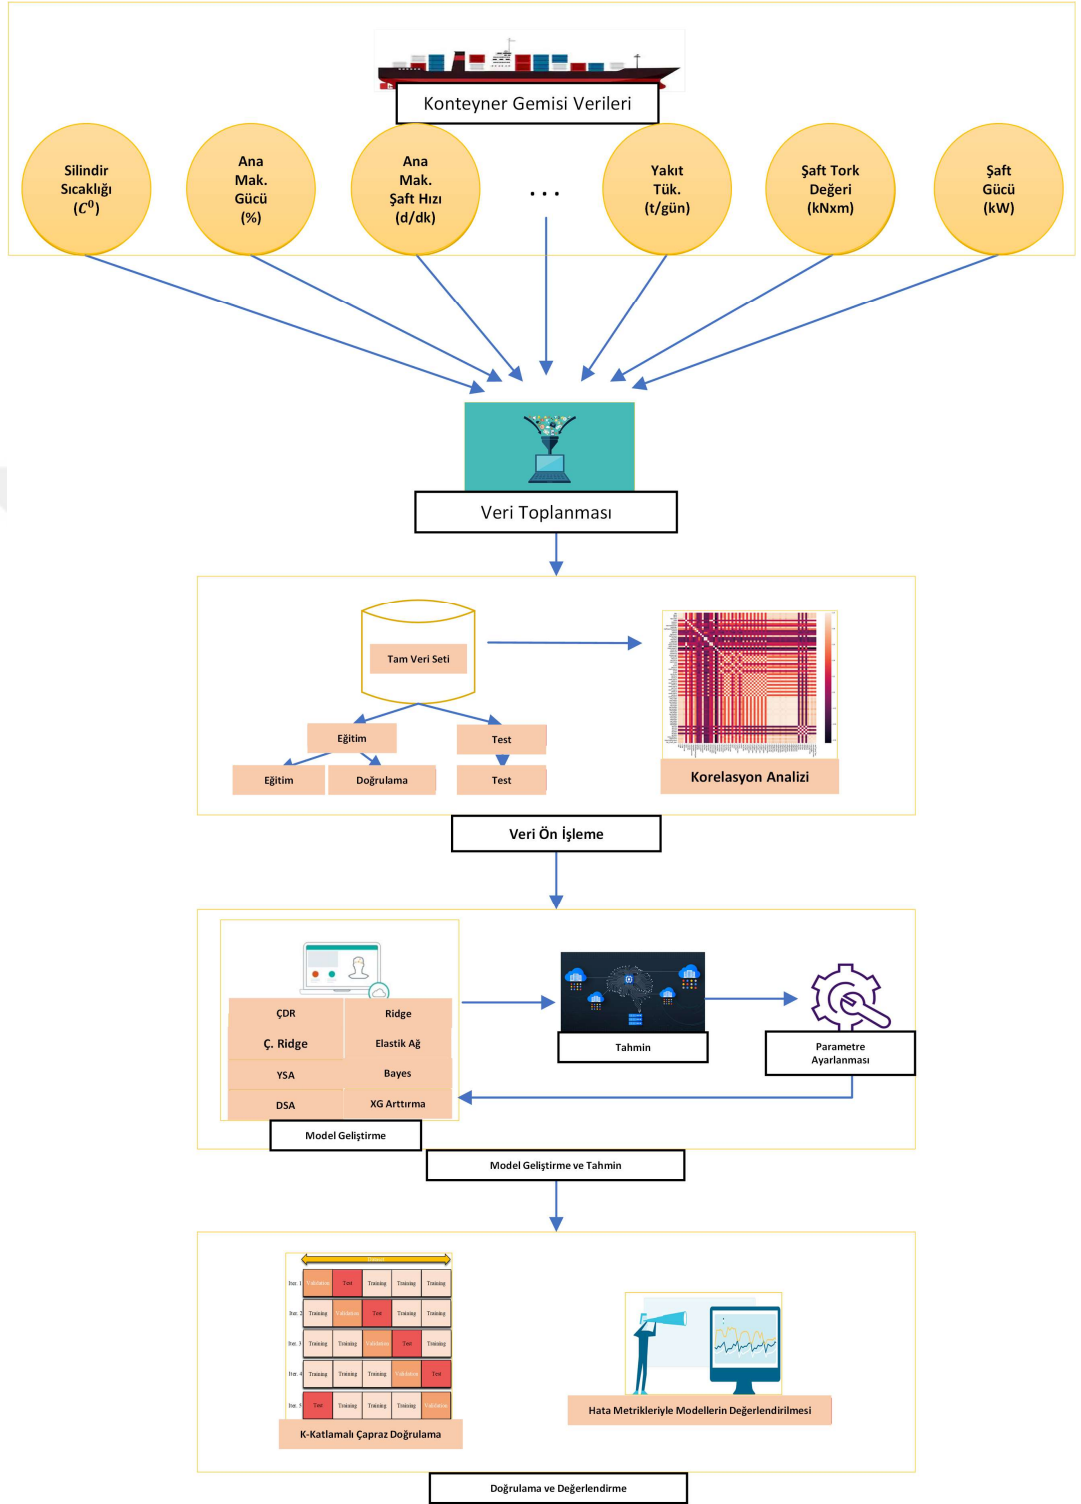 Konteyner Gemisi Verileri
Silindir
Sıcaklığı
(C⁰)
Ana
Mak.
Gücü
(%)
Ana
Mak.
Şaft Hızı
(d/dk)
...
Yakıt
Tük.
(t/gün)
Şaft Tork
Değeri
(kNxm)
Şaft
Gücü
(kW)
Veri Toplanması
Tam Veri Seti
Eğitim
Test
Eğitim
Doğrulama
Test
Korelasyon Analizi
Veri Ön İşleme
ÇDR
Ridge
Ç. Ridge
Elastik Ağ
YSA
Bayes
DSA
XG Arttırma
Model Geliştirme
Tahmin
Parametre
Ayarlanması
Model Geliştirme ve Tahmin
Iter. 1 Validation Test Training Training Training
Iter. 2 Training Validation Test Training Training
Iter. 3 Training Training Validation Test Training
Iter. 4 Training Training Training Validation Test
Iter. 5 Test Training Training Training Validation
K-Katlamalı Çapraz Doğrulama
Hata Metrikleriyle Modellerin Değerlendirilmesi
Doğrulama ve Değerlendirme